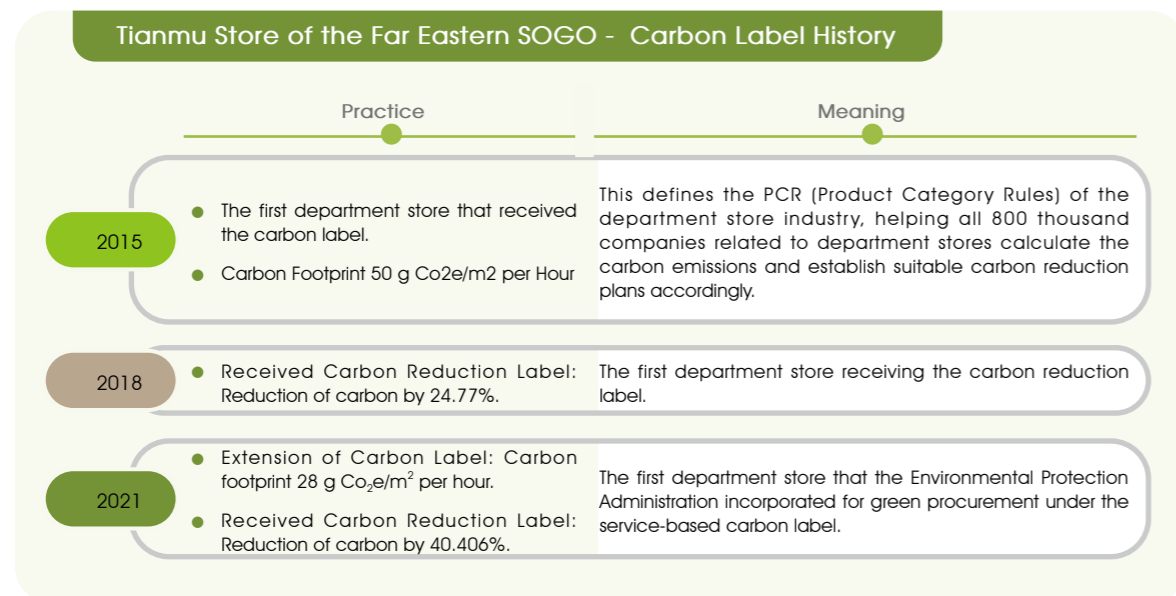 Tianmu Store of the Far Eastern SOGO - Carbon Label History
Practice
Meaning
2015
The first department store that received
the carbon label.
Carbon Footprint 50 g Co2e/m2 per Hour
This defines the PCR (Product Category Rules) of the
department store industry, helping all 800 thousand
companies related to department stores calculate the
carbon emissions and establish suitable carbon reduction
plans accordingly.
2018
Received Carbon Reduction Label:
Reduction of carbon by 24.77%.
The first department store receiving the carbon reduction
label.
2021
Extension of Carbon Label: Carbon
footprint 28 g Co₂e/m² per hour.
Received Carbon Reduction Label:
Reduction of carbon by 40.406%.
The first department store that the Environmental Protection
Administration incorporated for green procurement under the
service-based carbon label.